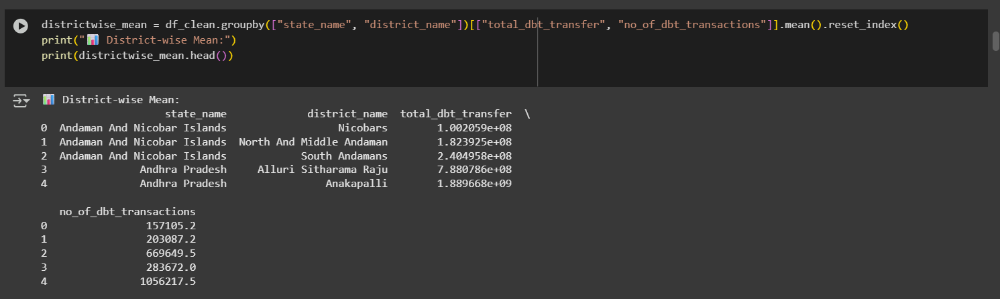 districtwise_mean = df_clean.groupby(["state_name", "district_name"])[["total_dbt_transfer", "no_of_dbt_transactions"]].mean().reset_index()
print("📊 District-wise Mean:")
print(districtwise_mean.head())
📊 District-wise Mean:
                    state_name             district_name  total_dbt_transfer  \
0  Andaman And Nicobar Islands                  Nicobars        1.002059e+08
1  Andaman And Nicobar Islands  North And Middle Andaman        1.823925e+08
2  Andaman And Nicobar Islands            South Andamans        2.404958e+08
3               Andhra Pradesh     Alluri Sitharama Raju        7.880786e+08
4               Andhra Pradesh                Anakapalli        1.889668e+09
   no_of_dbt_transactions
0                157105.2
1                203087.2
2                669649.5
3                283672.0
4               1056217.5